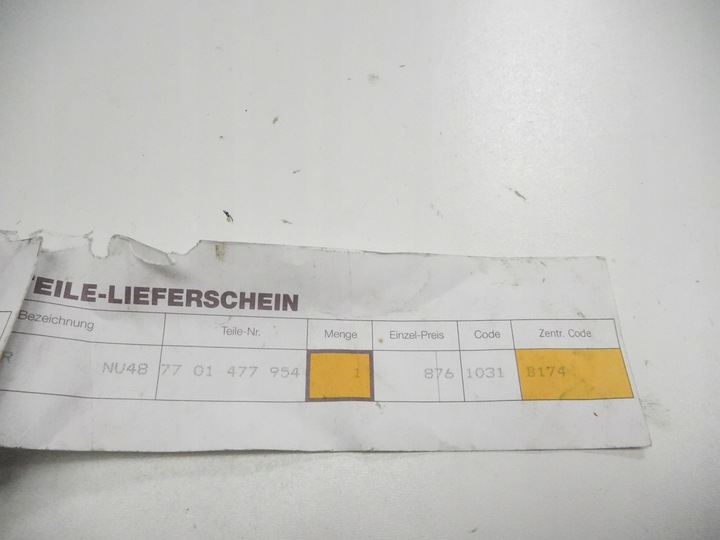 TEILE-LIEFERSCHEIN
Bezeichnung Teile-Nr. Menge Einzel-Preis Code Zentr. Code
R NU48 77 01 477 954 1 876 1031 B174